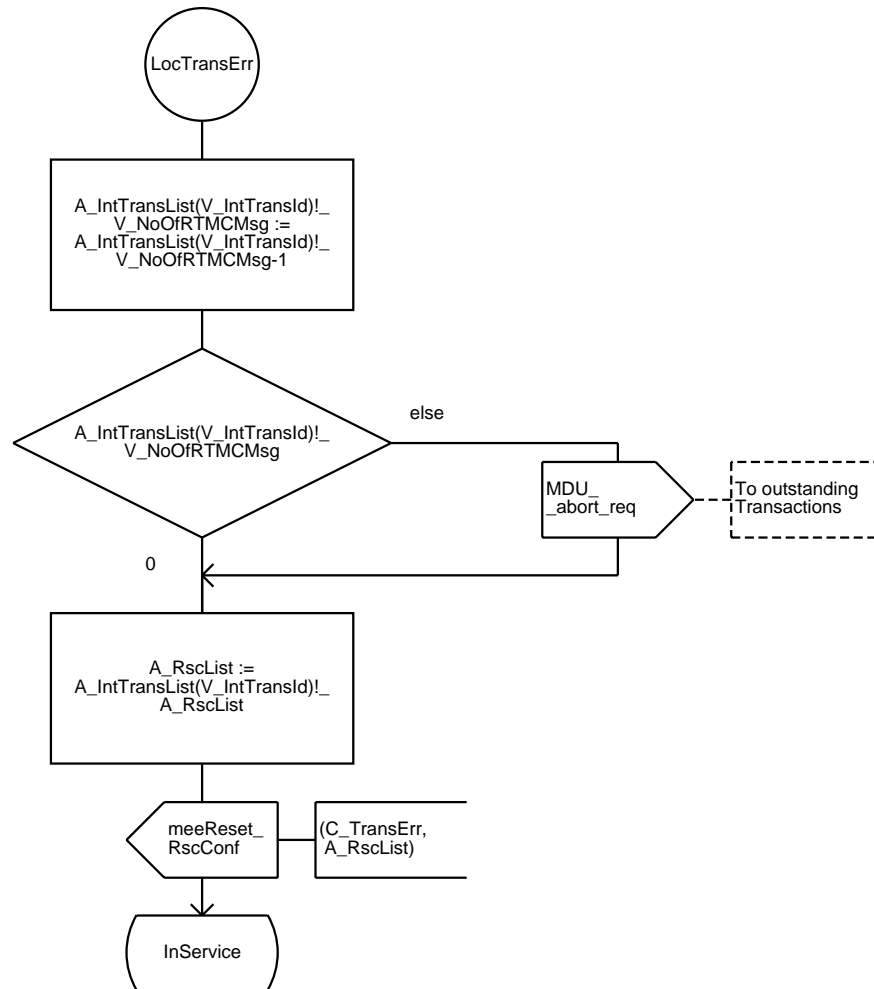 LocTransErr
A_IntTransList(V_IntTransId)!_
V_NoOfRTMCMsg :=
A_IntTransList(V_IntTransId)!_
V_NoOfRTMCMsg-1
else
A_IntTransList(V_IntTransId)!_
V_NoOfRTMCMsg
MDU_
_abort_req
To outstanding
Transactions
0
A_RscList :=
A_IntTransList(V_IntTransId)!_
A_RscList
meeReset_
RscConf
(C_TransErr,
A_RscList)
InService